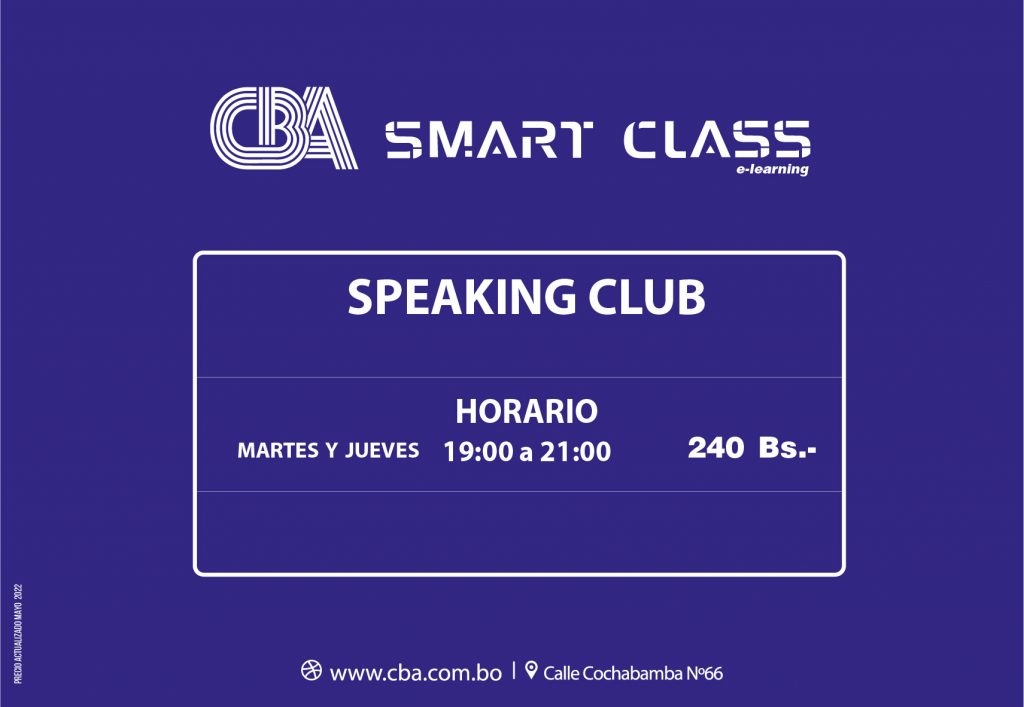 CBA SMART CLASS
e-learning
SPEAKING CLUB
HORARIO
MARTES Y JUEVES 19:00 a 21:00 240 Bs.-
PRECIO ACTUALIZADO MAYO 2022
www.cba.com.bo | Calle Cochabamba Nº66